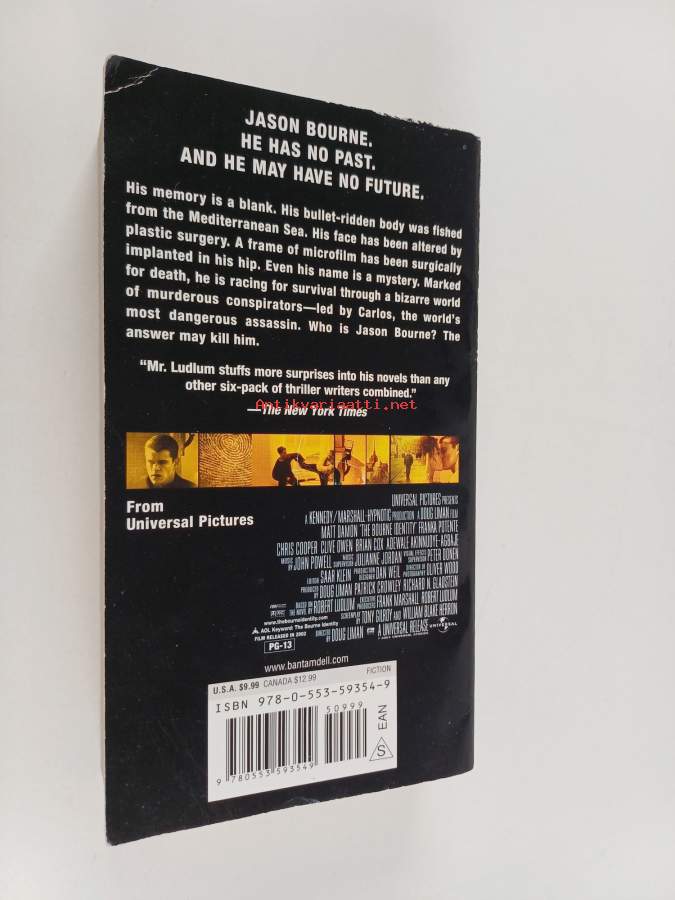 JASON BOURNE.
HE HAS NO PAST.
AND HE MAY HAVE NO FUTURE.
His memory is a blank. His bullet-ridden body was fished
from the Mediterranean Sea. His face has been altered by
plastic surgery. A frame of microfilm has been surgically
implanted in his hip. Even his name is a mystery. Marked
for death, he is racing for survival through a bizarre world
of murderous conspirators—led by Carlos, the world's
most dangerous assassin. Who is Jason Bourne? The
answer may kill him.
“Mr. Ludlum stuffs more surprises into his novels than any
other six-pack of thriller writers combined.”
Antikvariaatti.net
—The New York Times
From
Universal Pictures
UNIVERSAL PICTURES PRESENTS
A KENNEDY/MARSHALL-HYPNOTIC PRODUCTION A DOUG LIMAN FILM
MATT DAMON "THE BOURNE IDENTITY" FRANKA POTENTE
CHRIS COOPER CLIVE OWEN BRIAN COX ADEWALE AKINNUOYE-AGBAJE
MUSIC BY JOHN POWELL MUSIC SUPERVISOR JULIANNE JORDAN VISUAL EFFECTS SUPERVISOR PETER DONEN
EDITOR SAAR KLEIN PRODUCTION DESIGNER DAN WEIL DIRECTOR OF PHOTOGRAPHY OLIVER WOOD
PRODUCED BY DOUG LIMAN PATRICK CROWLEY RICHARD N. GLADSTEIN
BASED ON THE NOVEL BY ROBERT LUDLUM EXECUTIVE PRODUCERS FRANK MARSHALL ROBERT LUDLUM
www.thebourneidentity.com SCREENPLAY BY TONY GILROY AND WILLIAM BLAKE HERRON
AOL Keyword: The Bourne Identity
FILM RELEASED IN 2002 DIRECTED BY DOUG LIMAN A UNIVERSAL RELEASE UNIVERSAL
PG-13
www.bantamdell.com
U.S.A. $9.99 CANADA $12.99 FICTION
ISBN 978-0-553-59354-9
50999
9 780553 593549
EAN
S